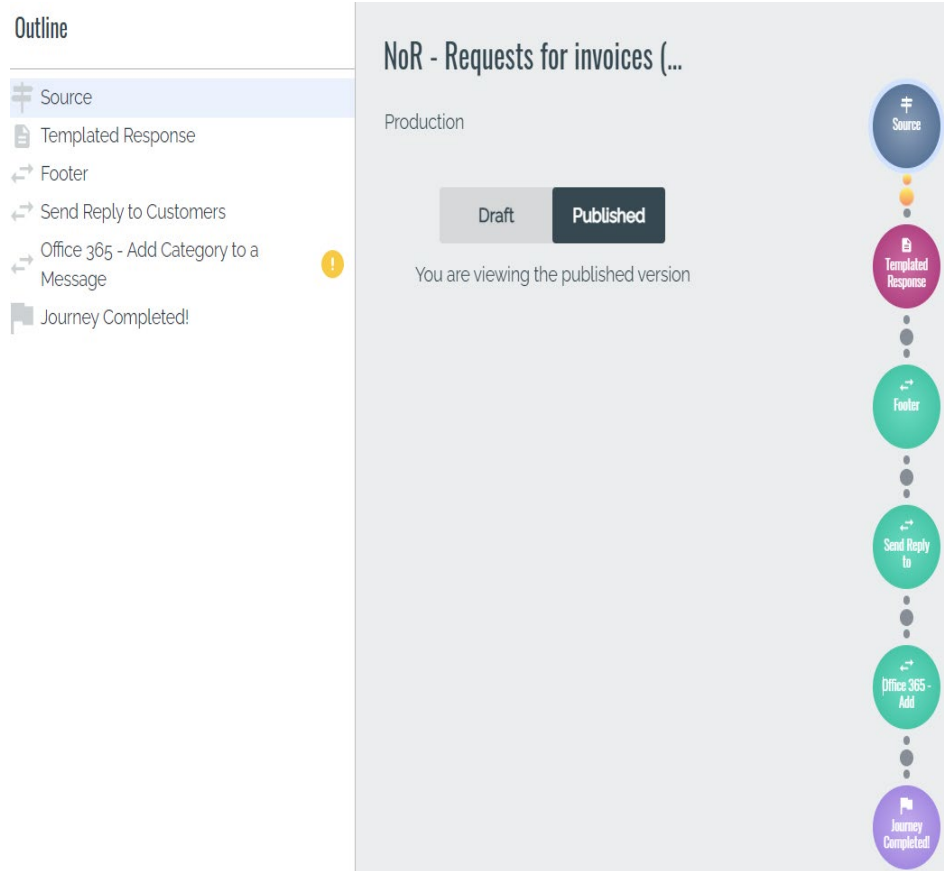 Outline
Source
Templated Response
Footer
Send Reply to Customers
Office 365 - Add Category to a
Message
Journey Completed!
NoR - Requests for invoices (...
Production
Draft
Published
You are viewing the published version
Source
Templated
Response
Footer
Send Reply
to
Office 365 -
Add
Journey
Completed!